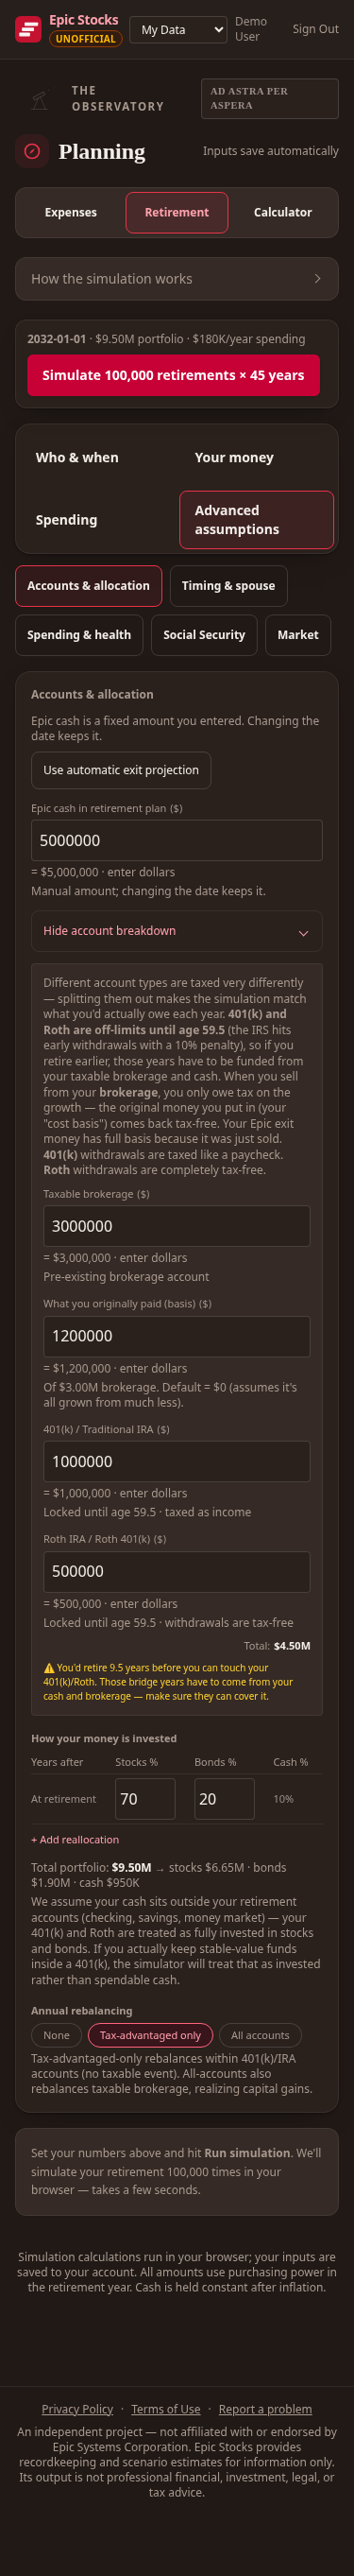 Epic Stocks
UNOFFICIAL
My Data
Demo User
Sign Out
THE OBSERVATORY
AD ASTRA PER ASPERA
Planning
Inputs save automatically
Expenses
Retirement
Calculator
How the simulation works
2032-01-01 · $9.50M portfolio · $180K/year spending
Simulate 100,000 retirements × 45 years
Who & when
Your money
Spending
Advanced assumptions
Accounts & allocation
Timing & spouse
Spending & health
Social Security
Market
Accounts & allocation
Epic cash is a fixed amount you entered. Changing the
date keeps it.
Use automatic exit projection
Epic cash in retirement plan ($)
5000000
= $5,000,000 · enter dollars
Manual amount; changing the date keeps it.
Hide account breakdown
Different account types are taxed very differently
— splitting them out makes the simulation match
what you'd actually owe each year. 401(k) and
Roth are off-limits until age 59.5 (the IRS hits
early withdrawals with a 10% penalty), so if you
retire earlier, those years have to be funded from
your taxable brokerage and cash. When you sell
from your brokerage, you only owe tax on the
growth — the original money you put in (your
"cost basis") comes back tax-free. Your Epic exit
money has full basis because it was just sold.
401(k) withdrawals are taxed like a paycheck.
Roth withdrawals are completely tax-free.
Taxable brokerage ($)
3000000
= $3,000,000 · enter dollars
Pre-existing brokerage account
What you originally paid (basis) ($)
1200000
= $1,200,000 · enter dollars
Of $3.00M brokerage. Default = $0 (assumes it's
all grown from much less).
401(k) / Traditional IRA ($)
1000000
= $1,000,000 · enter dollars
Locked until age 59.5 · taxed as income
Roth IRA / Roth 401(k) ($)
500000
= $500,000 · enter dollars
Locked until age 59.5 · withdrawals are tax-free
Total: $4.50M
⚠️ You'd retire 9.5 years before you can touch your
401(k)/Roth. Those bridge years have to come from your
cash and brokerage — make sure they can cover it.
How your money is invested
Years after Stocks % Bonds % Cash %
At retirement 70 20 10%
+ Add reallocation
Total portfolio: $9.50M → stocks $6.65M · bonds
$1.90M · cash $950K
We assume your cash sits outside your retirement
accounts (checking, savings, money market) — your
401(k) and Roth are treated as fully invested in stocks
and bonds. If you actually keep stable-value funds
inside a 401(k), the simulator will treat that as invested
rather than spendable cash.
Annual rebalancing
None
Tax-advantaged only
All accounts
Tax-advantaged-only rebalances within 401(k)/IRA
accounts (no taxable event). All-accounts also
rebalances taxable brokerage, realizing capital gains.
Set your numbers above and hit Run simulation. We'll
simulate your retirement 100,000 times in your
browser — takes a few seconds.
Simulation calculations run in your browser; your inputs are
saved to your account. All amounts use purchasing power in
the retirement year. Cash is held constant after inflation.
Privacy Policy · Terms of Use · Report a problem
An independent project — not affiliated with or endorsed by
Epic Systems Corporation. Epic Stocks provides
recordkeeping and scenario estimates for information only.
Its output is not professional financial, investment, legal, or
tax advice.